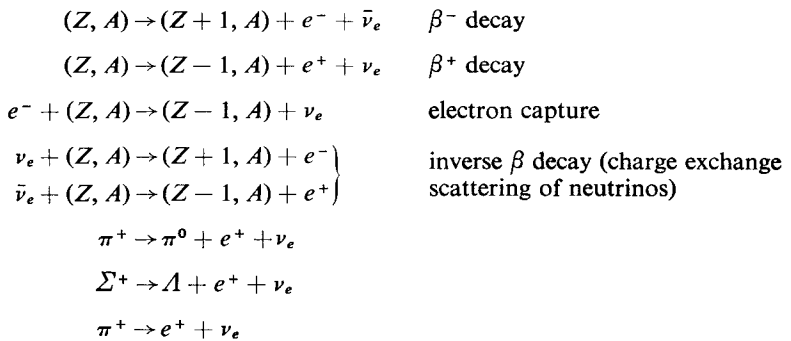 (Z, A) → (Z + 1, A) + e⁻ + ν̄ₑ β⁻ decay
(Z, A) → (Z − 1, A) + e⁺ + νₑ β⁺ decay
e⁻ + (Z, A) → (Z − 1, A) + νₑ electron capture
νₑ + (Z, A) → (Z + 1, A) + e⁻ } inverse β decay (charge exchange
ν̄ₑ + (Z, A) → (Z − 1, A) + e⁺ } scattering of neutrinos)
π⁺ → π⁰ + e⁺ + νₑ
Σ⁺ → Λ + e⁺ + νₑ
π⁺ → e⁺ + νₑ